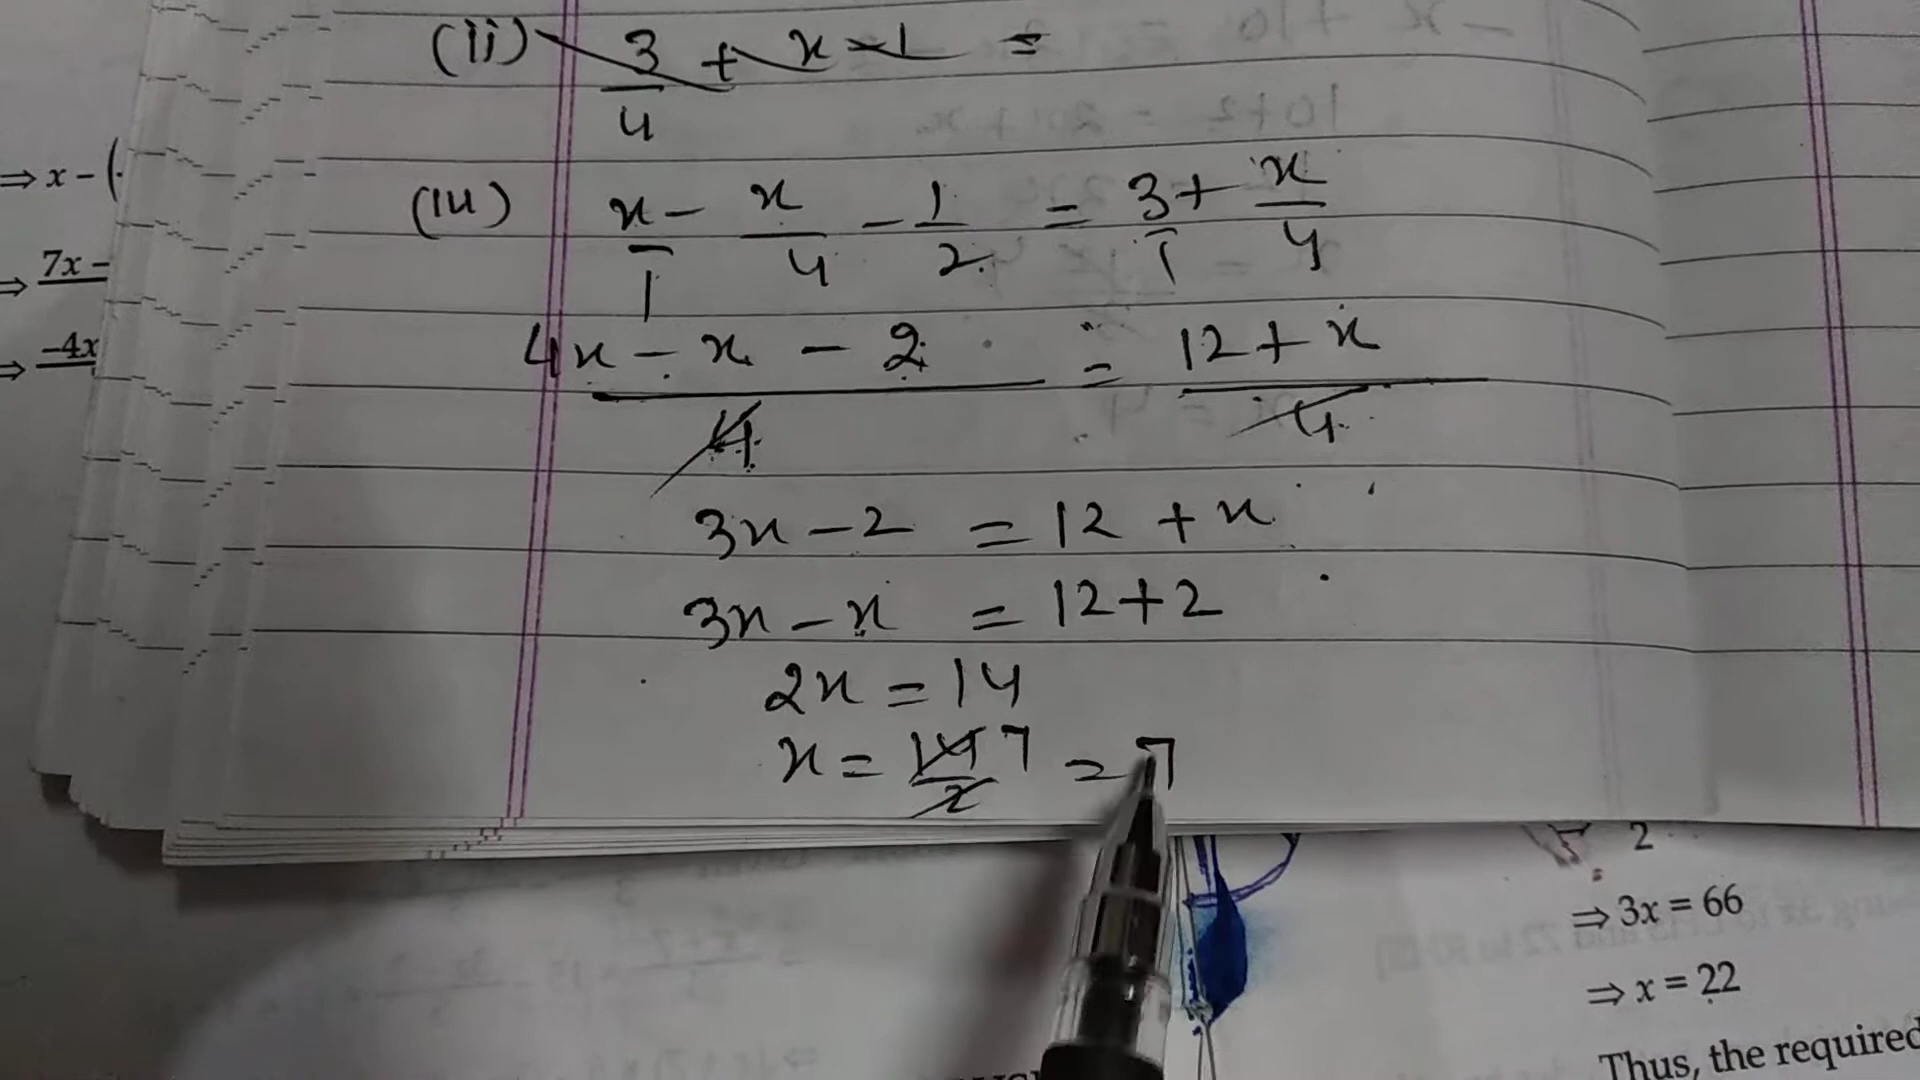 (ii) 3/4 + x - 1 =
(iii) x/1 - x/4 - 1/2 = 3/1 + x/4
4x - x - 2 / 4 = 12 + x / 4
3x - 2 = 12 + x
3x - x = 12 + 2
2x = 14
x = 14/2 7 = 7
⇒ x - (
⇒ 7x -
⇒ -4x
2
⇒ 3x = 66
⇒ x = 22
Thus, the required